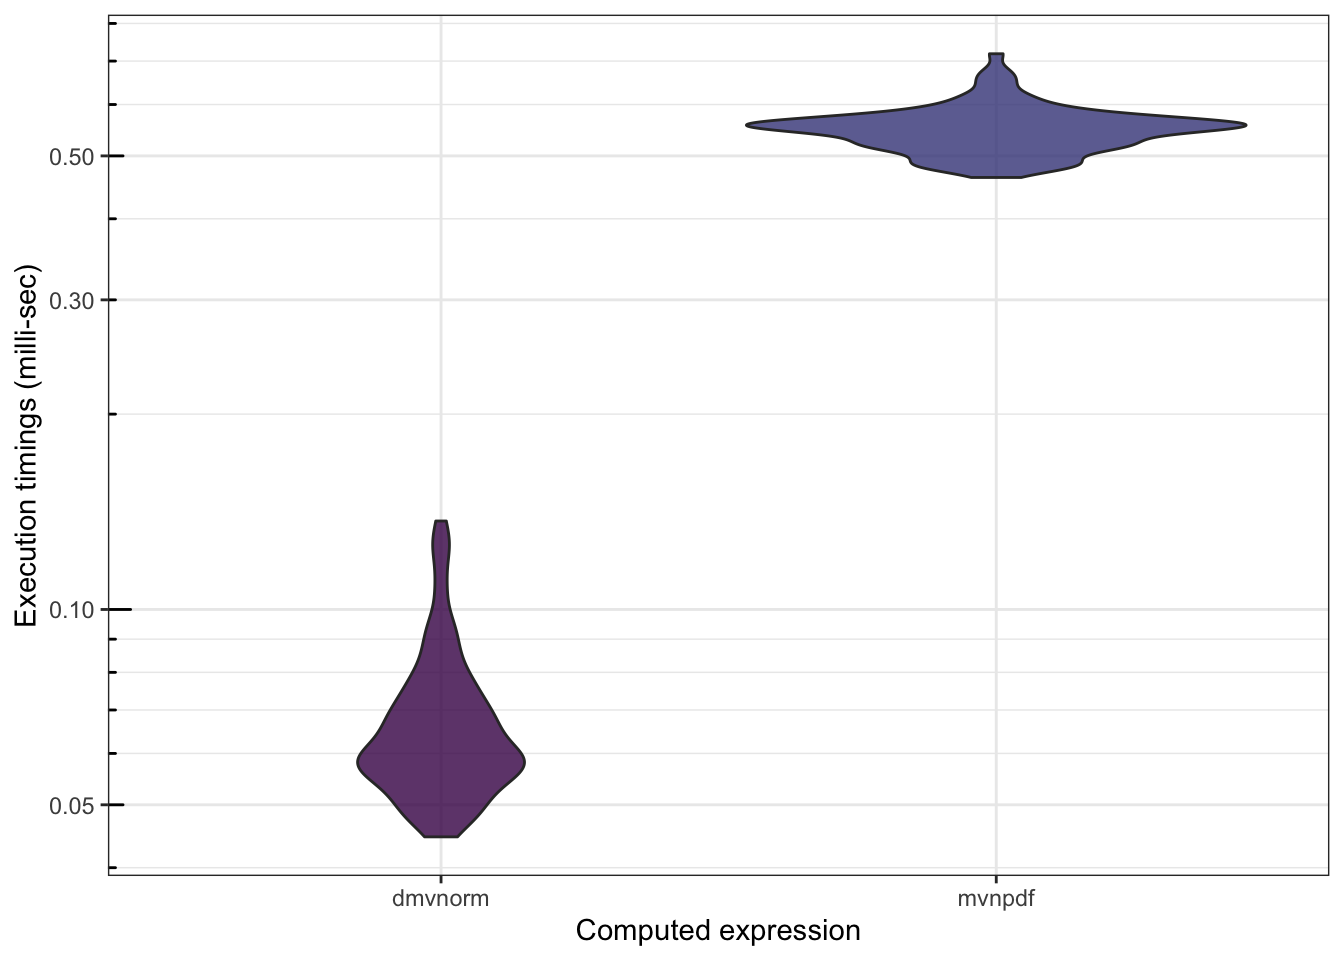 Execution timings (milli-sec)
0.50
0.30
0.10
0.05
dmvnorm
mvnpdf
Computed expression